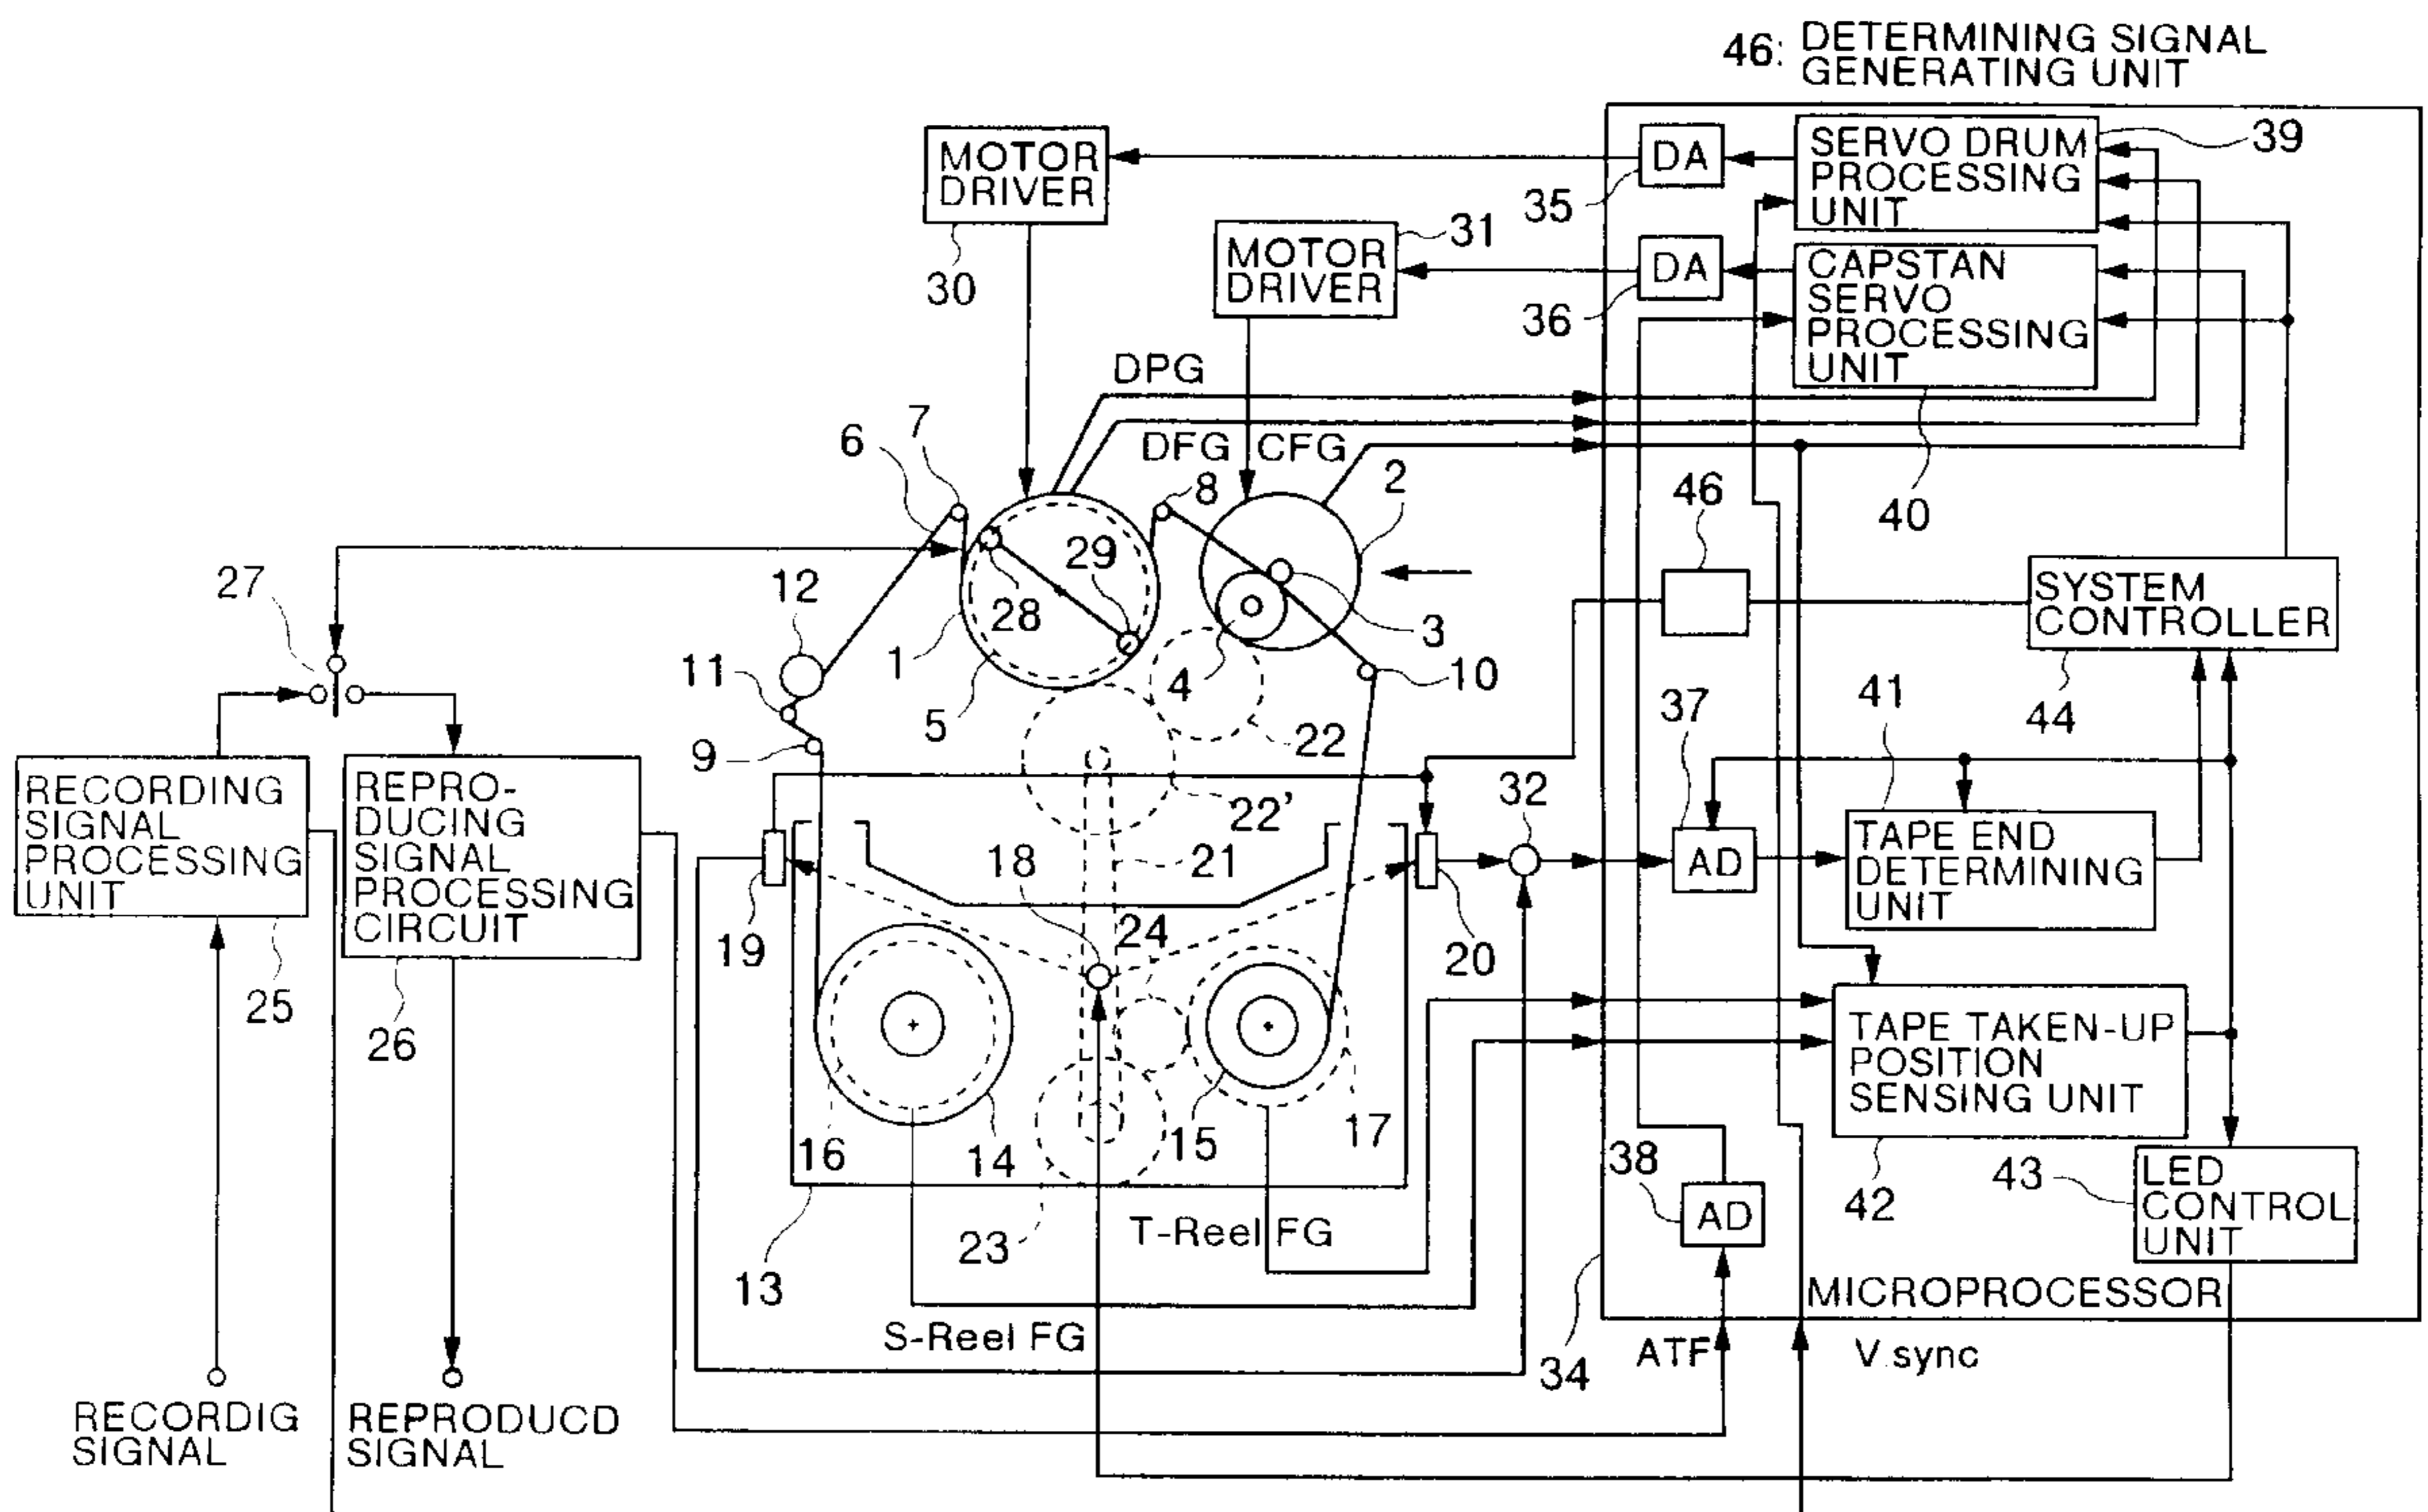 46: DETERMINING SIGNAL
GENERATING UNIT
MOTOR
DRIVER
30
MOTOR
DRIVER
31
DA
35
SERVO DRUM
PROCESSING
UNIT
39
DA
36
CAPSTAN
SERVO
PROCESSING
UNIT
40
DPG
DFG
CFG
7
6
8
2
46
27
12
29
28
1
3
SYSTEM
CONTROLLER
44
11
4
10
5
22
37
41
9
22'
32
RECORDING
SIGNAL
PROCESSING
UNIT
25
REPRO-
DUCING
SIGNAL
PROCESSING
CIRCUIT
26
18
21
AD
TAPE END
DETERMINING
UNIT
19
24
20
TAPE TAKEN-UP
POSITION
SENSING UNIT
42
16
14
15
17
38
AD
43
LED
CONTROL
UNIT
23
T-Reel FG
13
MICROPROCESSOR
S-Reel FG
34
ATF
V.sync
RECORDIG
SIGNAL
REPRODUCD
SIGNAL